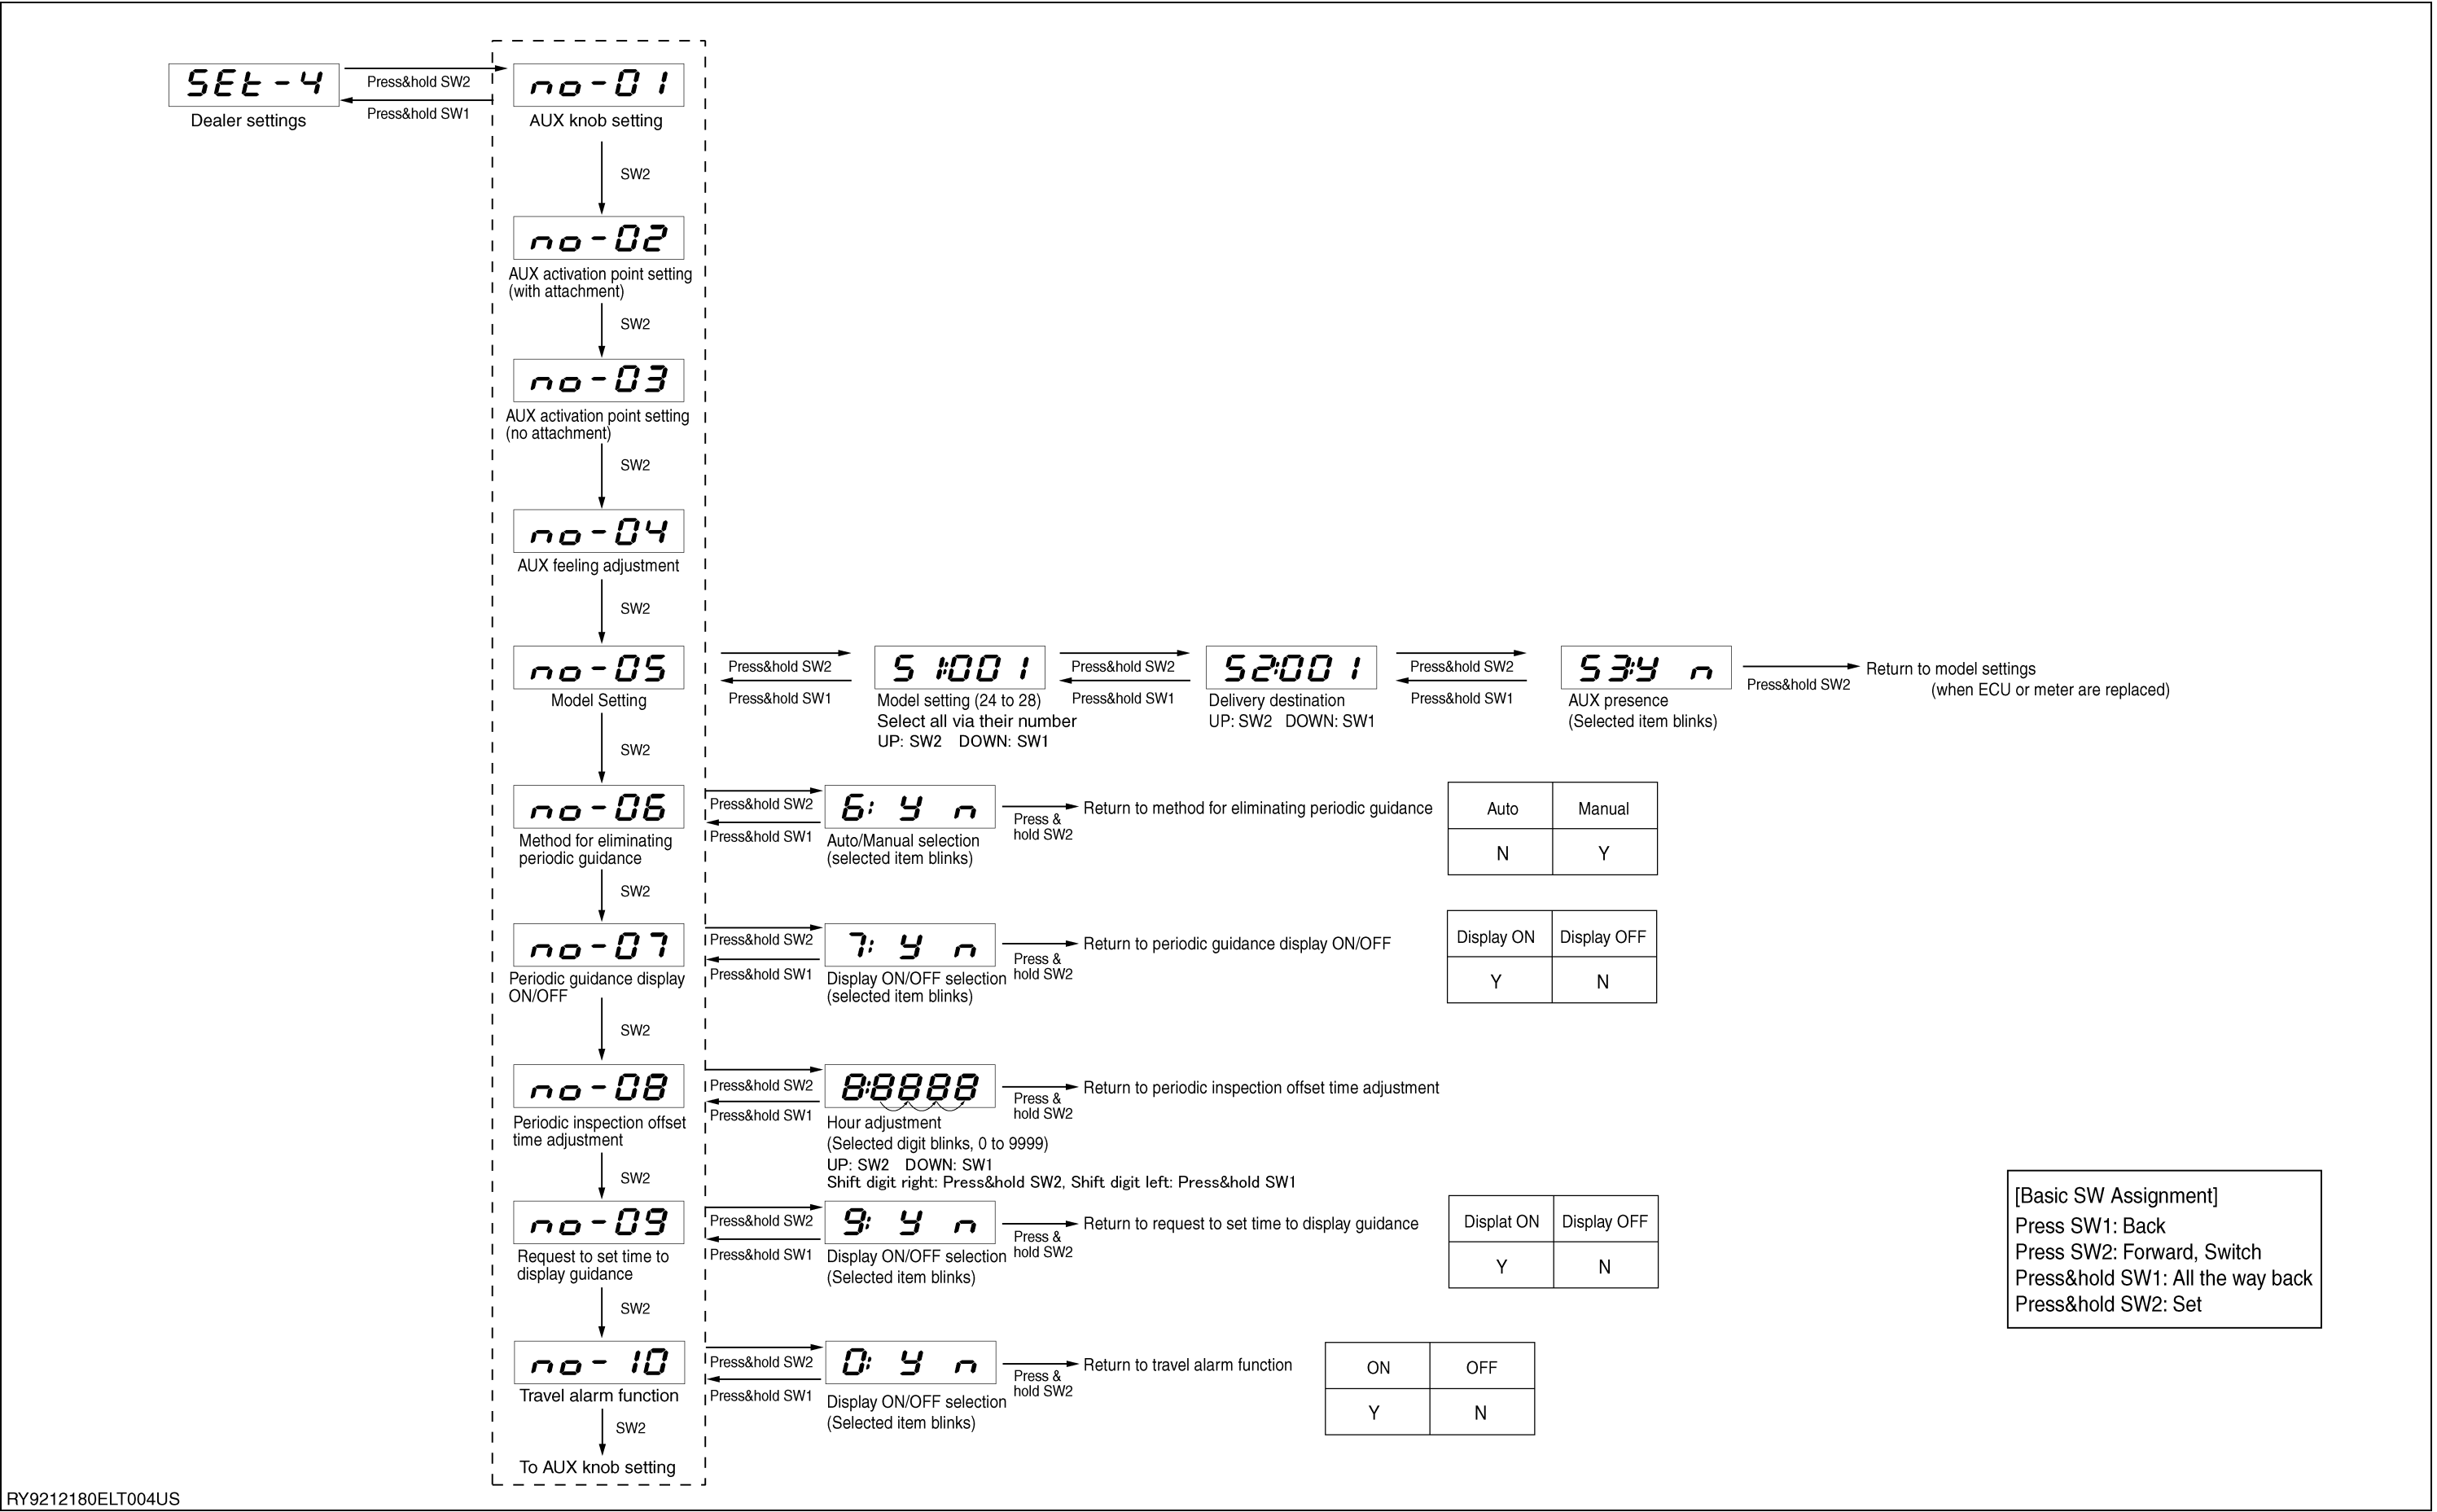 SEt-4
Dealer settings
Press&hold SW2
Press&hold SW1
no-01
AUX knob setting
SW2
no-02
AUX activation point setting
(with attachment)
SW2
no-03
AUX activation point setting
(no attachment)
SW2
no-04
AUX feeling adjustment
SW2
no-05
Model Setting
Press&hold SW2
Press&hold SW1
S1:001
Model setting (24 to 28)
Select all via their number
UP: SW2 DOWN: SW1
Press&hold SW2
Press&hold SW1
S2:001
Delivery destination
UP: SW2 DOWN: SW1
Press&hold SW2
Press&hold SW1
S3:y n
AUX presence
(Selected item blinks)
Press&hold SW2
Return to model settings
(when ECU or meter are replaced)
SW2
no-06
Method for eliminating
periodic guidance
Press&hold SW2
Press&hold SW1
6: y n
Auto/Manual selection
(selected item blinks)
Press &
hold SW2
Return to method for eliminating periodic guidance
Auto Manual
N Y
SW2
no-07
Periodic guidance display
ON/OFF
Press&hold SW2
Press&hold SW1
7: y n
Display ON/OFF selection
(selected item blinks)
Press &
hold SW2
Return to periodic guidance display ON/OFF
Display ON Display OFF
Y N
SW2
no-08
Periodic inspection offset
time adjustment
Press&hold SW2
Press&hold SW1
8:8888
Hour adjustment
(Selected digit blinks, 0 to 9999)
UP: SW2 DOWN: SW1
Shift digit right: Press&hold SW2, Shift digit left: Press&hold SW1
Press &
hold SW2
Return to periodic inspection offset time adjustment
SW2
no-09
Request to set time to
display guidance
Press&hold SW2
Press&hold SW1
9: y n
Display ON/OFF selection
(Selected item blinks)
Press &
hold SW2
Return to request to set time to display guidance
Displat ON Display OFF
Y N
SW2
no-10
Travel alarm function
Press&hold SW2
Press&hold SW1
0: y n
Display ON/OFF selection
(Selected item blinks)
Press &
hold SW2
Return to travel alarm function
ON OFF
Y N
SW2
To AUX knob setting
[Basic SW Assignment]
Press SW1: Back
Press SW2: Forward, Switch
Press&hold SW1: All the way back
Press&hold SW2: Set
RY9212180ELT004US